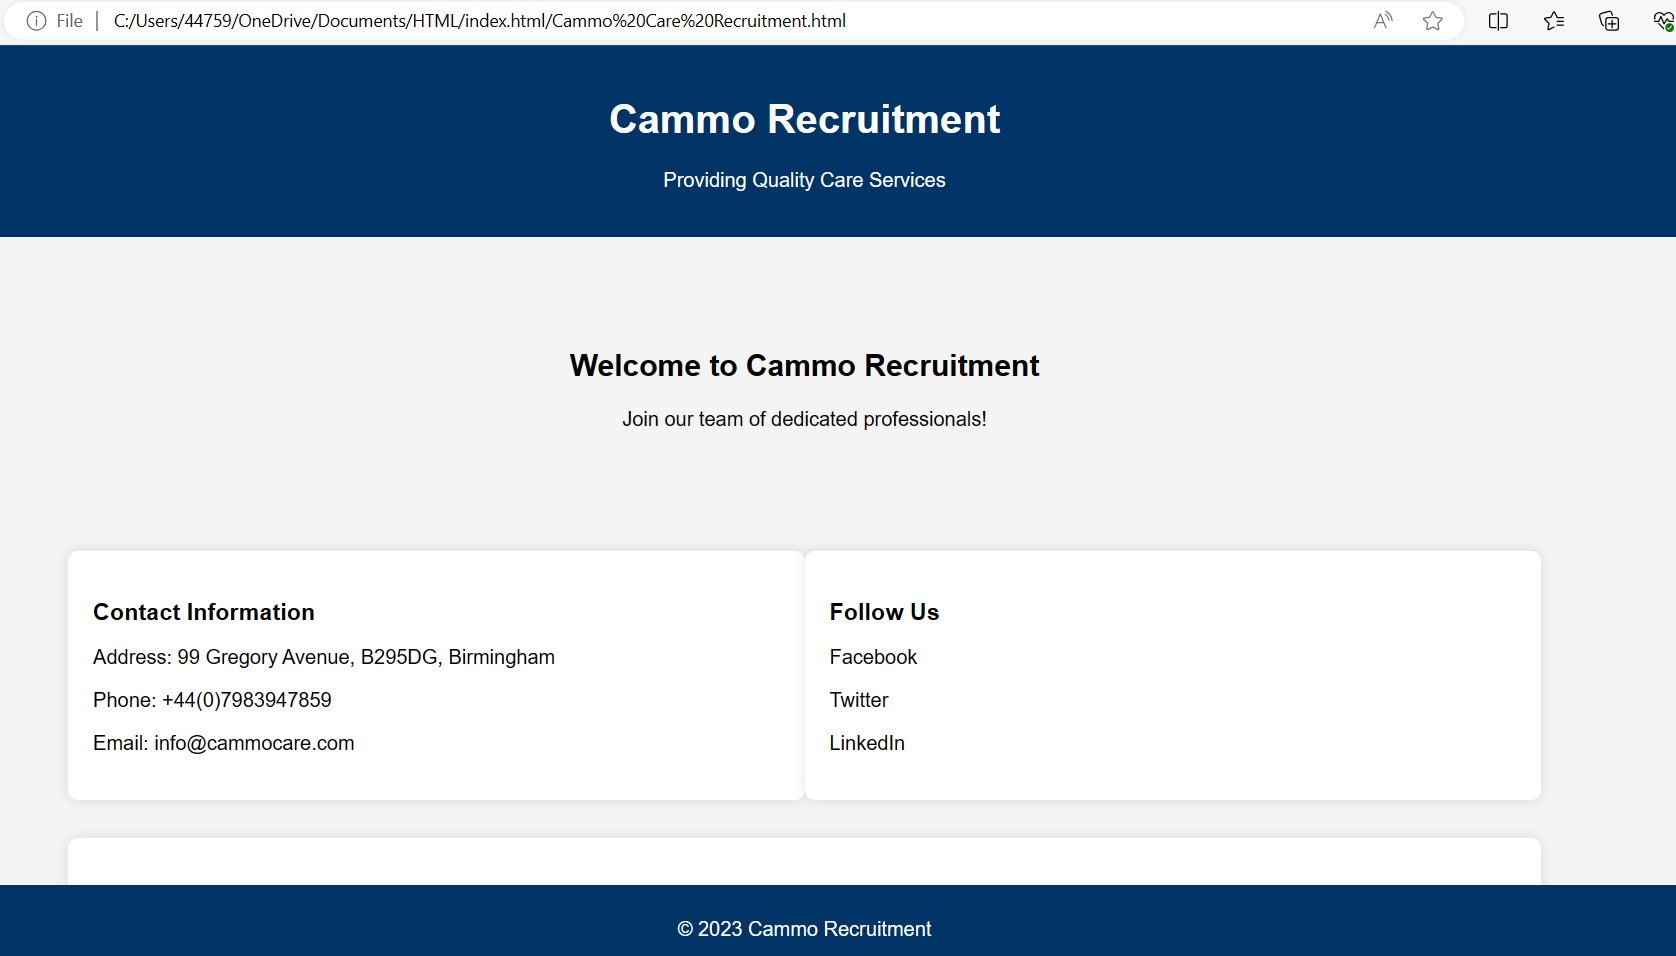 File | C:/Users/44759/OneDrive/Documents/HTML/index.html/Cammo%20Care%20Recruitment.html
Cammo Recruitment
Providing Quality Care Services
Welcome to Cammo Recruitment
Join our team of dedicated professionals!
Contact Information
Address: 99 Gregory Avenue, B295DG, Birmingham
Phone: +44(0)7983947859
Email: info@cammocare.com
Follow Us
Facebook
Twitter
LinkedIn
© 2023 Cammo Recruitment